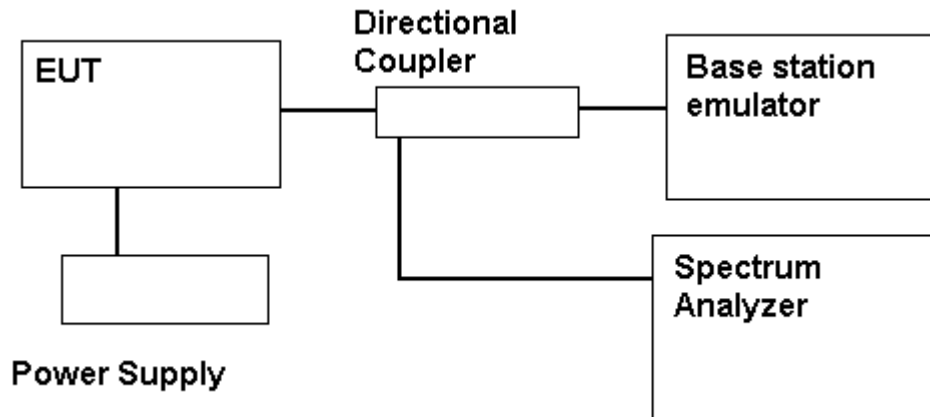 Directional
Coupler
EUT
Base station
emulator
Spectrum
Analyzer
Power Supply